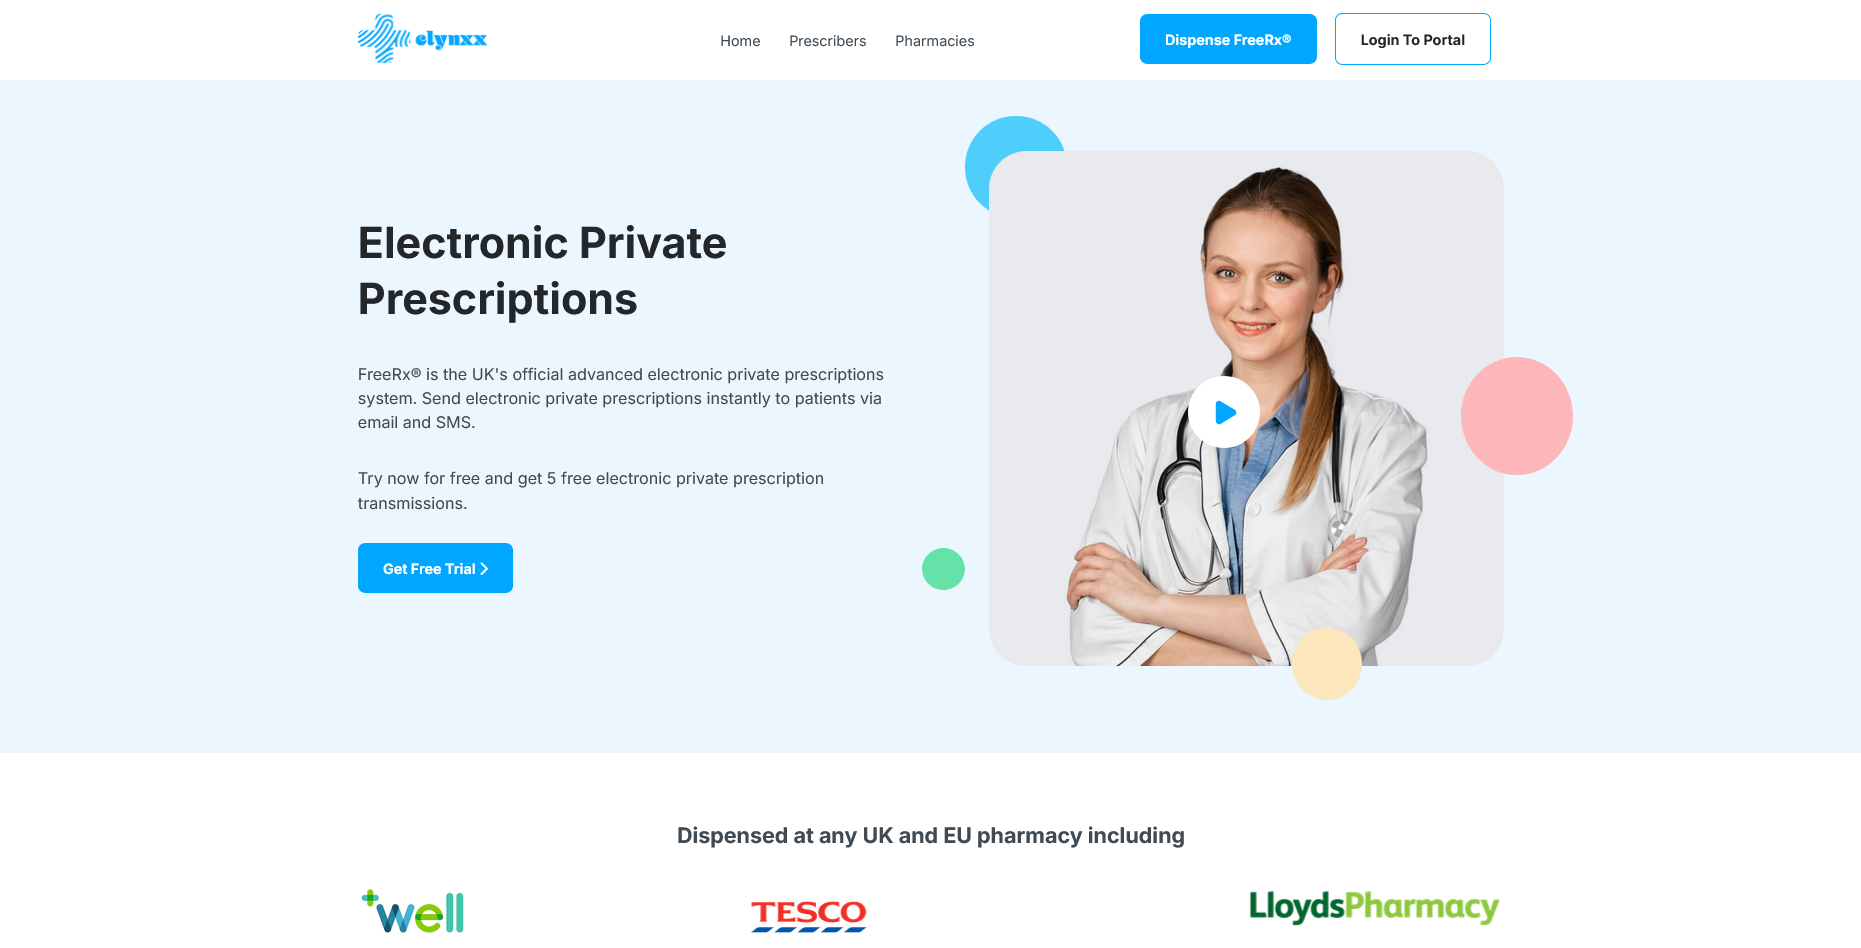 clynxx
Home
Prescribers
Pharmacies
Dispense FreeRx®
Login To Portal
Electronic Private
Prescriptions
FreeRx® is the UK's official advanced electronic private prescriptions
system. Send electronic private prescriptions instantly to patients via
email and SMS.
Try now for free and get 5 free electronic private prescription
transmissions.
Get Free Trial
Dispensed at any UK and EU pharmacy including
well
TESCO
LloydsPharmacy